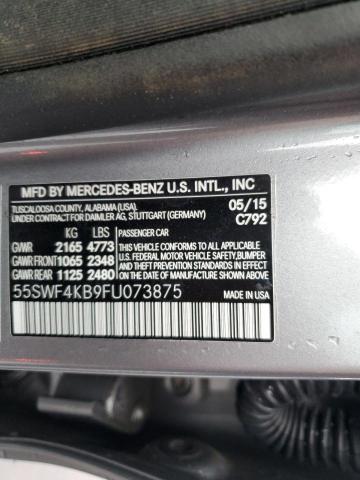 MFD BY MERCEDES-BENZ U.S. INTL., INC
TUSCALOOSA COUNTY, ALABAMA (USA). 05/15
UNDER CONTRACT FOR DAIMLER AG, STUTTGART (GERMANY) C792
KG LBS PASSENGER CAR
GVWR 2165 4773 THIS VEHICLE CONFORMS TO ALL APPLICABLE
GAWR FRONT 1065 2348 U.S. FEDERAL MOTOR VEHICLE SAFETY, BUMPER
GAWR REAR 1125 2480 AND THEFT PREVENTION STANDARDS IN EFFECT
ON THE DATE OF MANUFACTURE SHOWN ABOVE.
55SWF4KB9FU073875